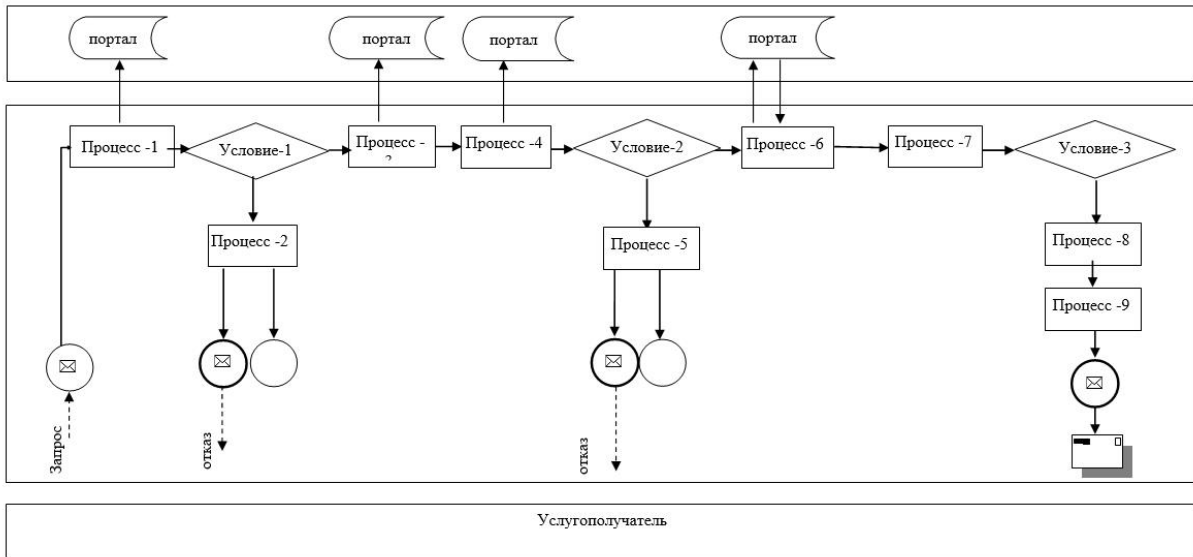 портал
портал
портал
портал
Процесс -1
Условие-1
Процесс -
Процесс -4
Условие-2
Процесс -6
Процесс -7
Условие-3
Процесс -2
Процесс -5
Процесс -8
Процесс -9
Запрос
отказ
отказ
Услугополучатель